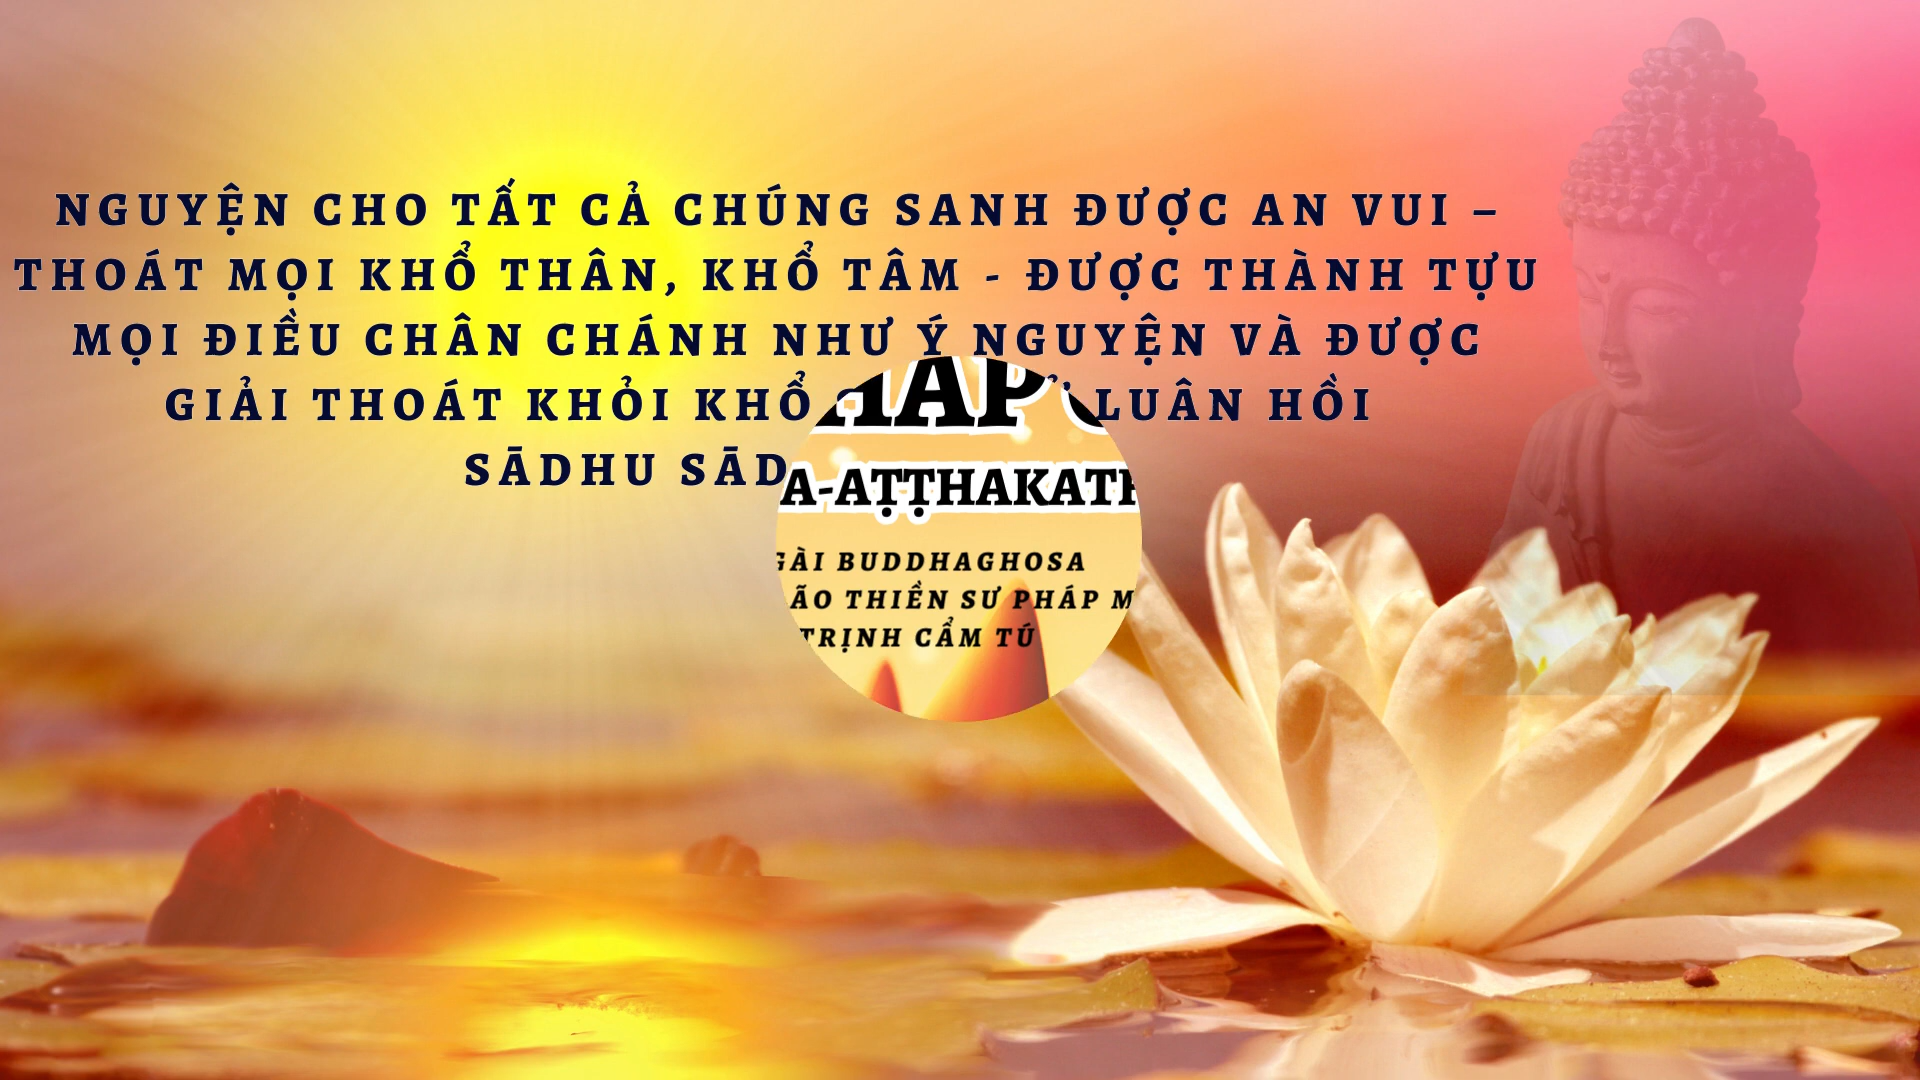 NGUYỆN CHO TẤT CẢ CHÚNG SANH ĐƯỢC AN VUI –
THOÁT MỌI KHỔ THÂN, KHỔ TÂM - ĐƯỢC THÀNH TỰU
MỌI ĐIỀU CHÂN CHÁNH NHƯ Ý NGUYỆN VÀ ĐƯỢC
GIẢI THOÁT KHỎI KHỔ LUÂN HỒI
SĀDHU
BUDDHAGHOSA
THIỀN SƯ PHÁP
TRỊNH CẨM TÚ